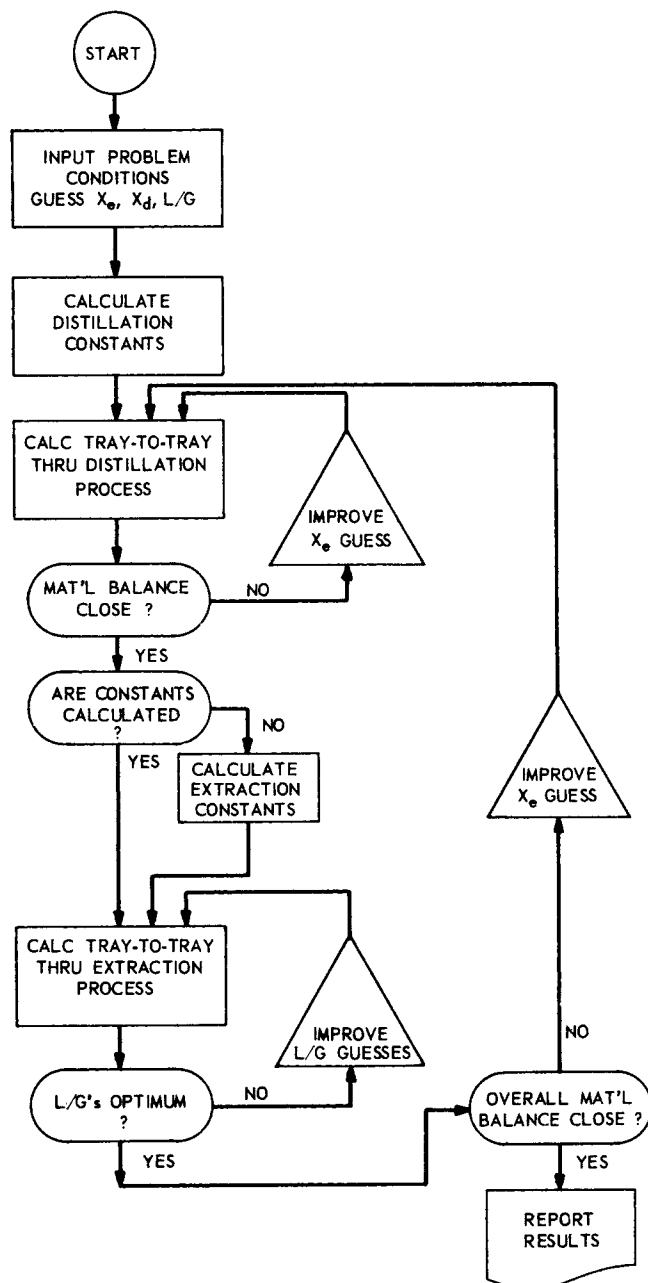 START
INPUT PROBLEM
CONDITIONS
GUESS Xe, Xd, L/G
CALCULATE
DISTILLATION
CONSTANTS
CALC TRAY-TO-TRAY
THRU DISTILLATION
PROCESS
IMPROVE
Xe GUESS
MAT'L BALANCE
CLOSE ?
NO
YES
ARE CONSTANTS
CALCULATED
?
NO
YES
CALCULATE
EXTRACTION
CONSTANTS
IMPROVE
Xe GUESS
CALC TRAY-TO-TRAY
THRU EXTRACTION
PROCESS
IMPROVE
L/G GUESSES
NO
L/G's OPTIMUM
?
NO
YES
OVERALL MAT'L
BALANCE CLOSE ?
YES
REPORT
RESULTS